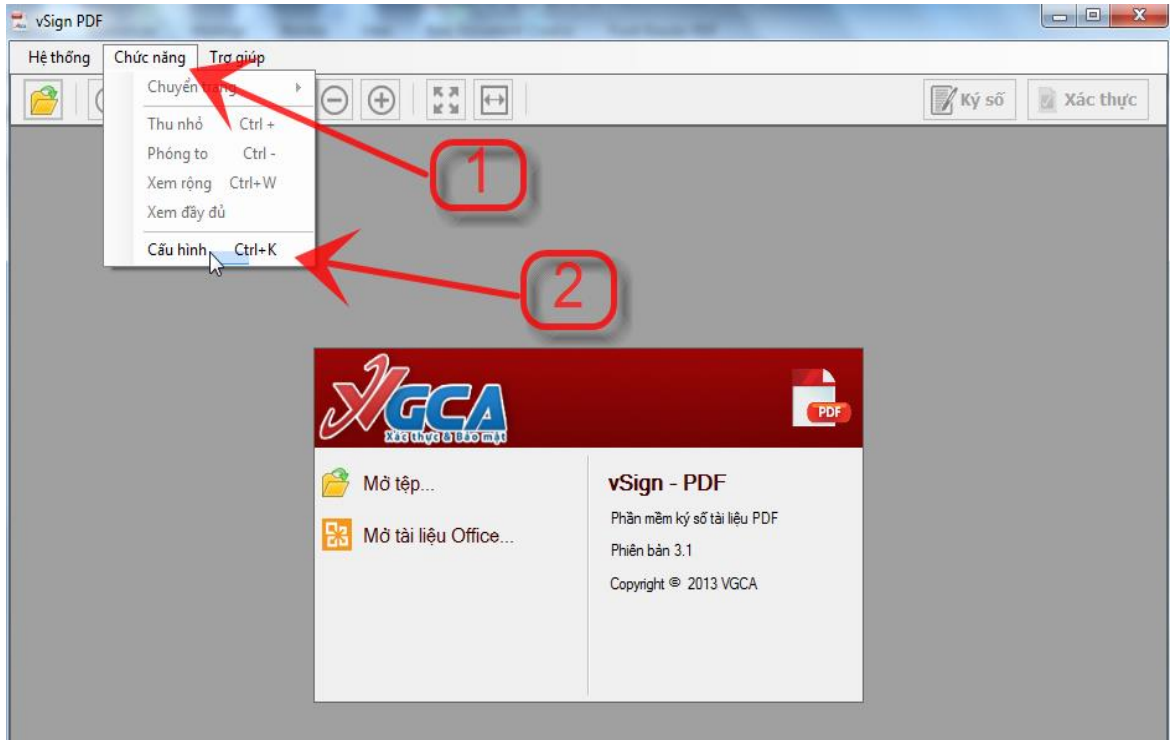 vSign PDF
Hệ thống Chức năng Trợ giúp
Chuyển trang
Ký số Xác thực
Thu nhỏ Ctrl +
Phóng to Ctrl -
Xem rộng Ctrl+W
Xem đầy đủ
Cấu hình Ctrl+K
1
2
VGCA
Xác thực & Bảo mật
PDF
Mở tệp...
Mở tài liệu Office...
vSign - PDF
Phần mềm ký số tài liệu PDF
Phiên bản 3.1
Copyright © 2013 VGCA